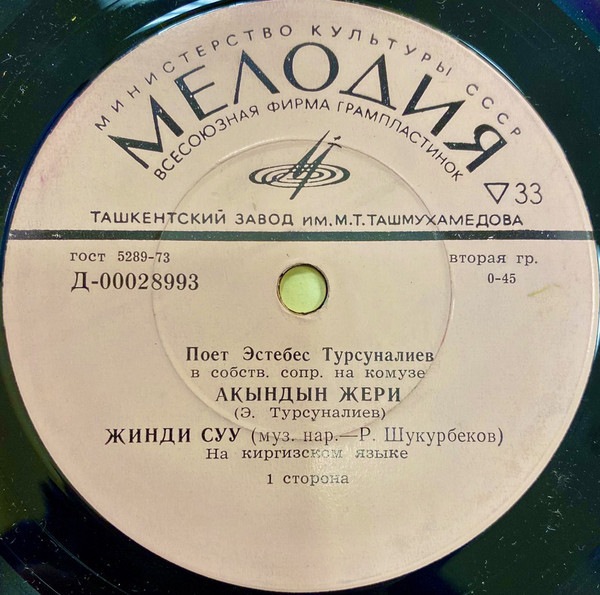 МИНИСТЕРСТВО КУЛЬТУРЫ СССР
МЕЛОДИЯ
ВСЕСОЮЗНАЯ ФИРМА ГРАМПЛАСТИНОК
▽33
ТАШКЕНТСКИЙ ЗАВОД ИМ. М.Т. ТАШМУХАМЕДОВА
гост 5289-73
вторая гр.
Д-00028993
0-45
Поет Эстебес Турсуналиев
в собств. сопр. на комузе
АКЫНДЫН ЖЕРИ
(Э. Турсуналиев)
ЖИНДИ СУУ (муз. нар.—Р. Шукурбеков)
На киргизском языке
1 сторона